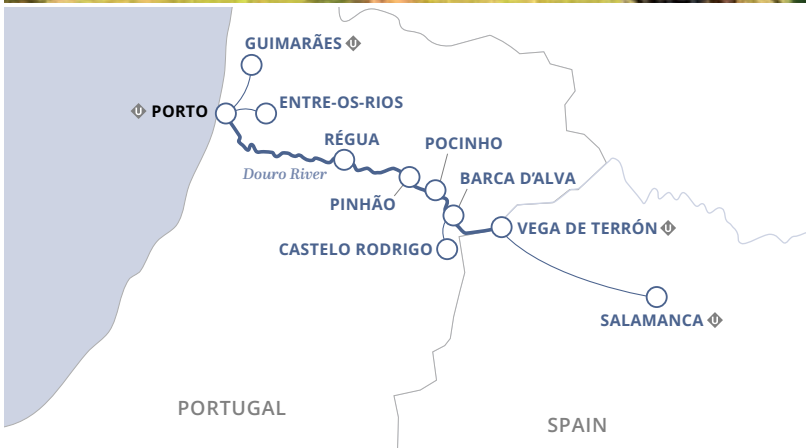 GUIMARÃES
PORTO
ENTRE-OS-RIOS
RÉGUA
POCINHO
Douro River
BARCA D'ALVA
PINHÃO
VEGA DE TERRÓN
CASTELO RODRIGO
SALAMANCA
PORTUGAL
SPAIN